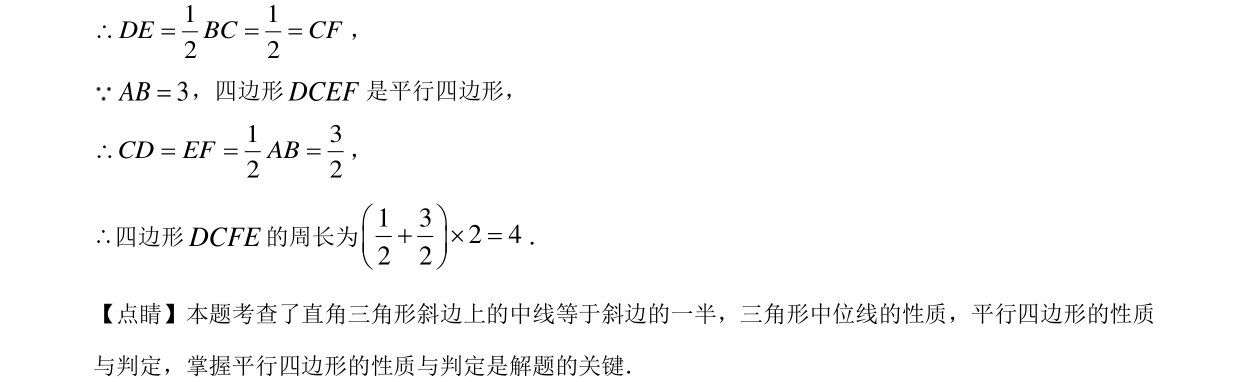 ∴DE = 1/2 BC = 1/2 = CF，
∵AB = 3，四边形 DCEF 是平行四边形，
∴CD = EF = 1/2 AB = 3/2，
∴四边形 DCFE 的周长为(1/2 + 3/2)×2 = 4．
【点睛】本题考查了直角三角形斜边上的中线等于斜边的一半，三角形中位线的性质，平行四边形的性质
与判定，掌握平行四边形的性质与判定是解题的关键．